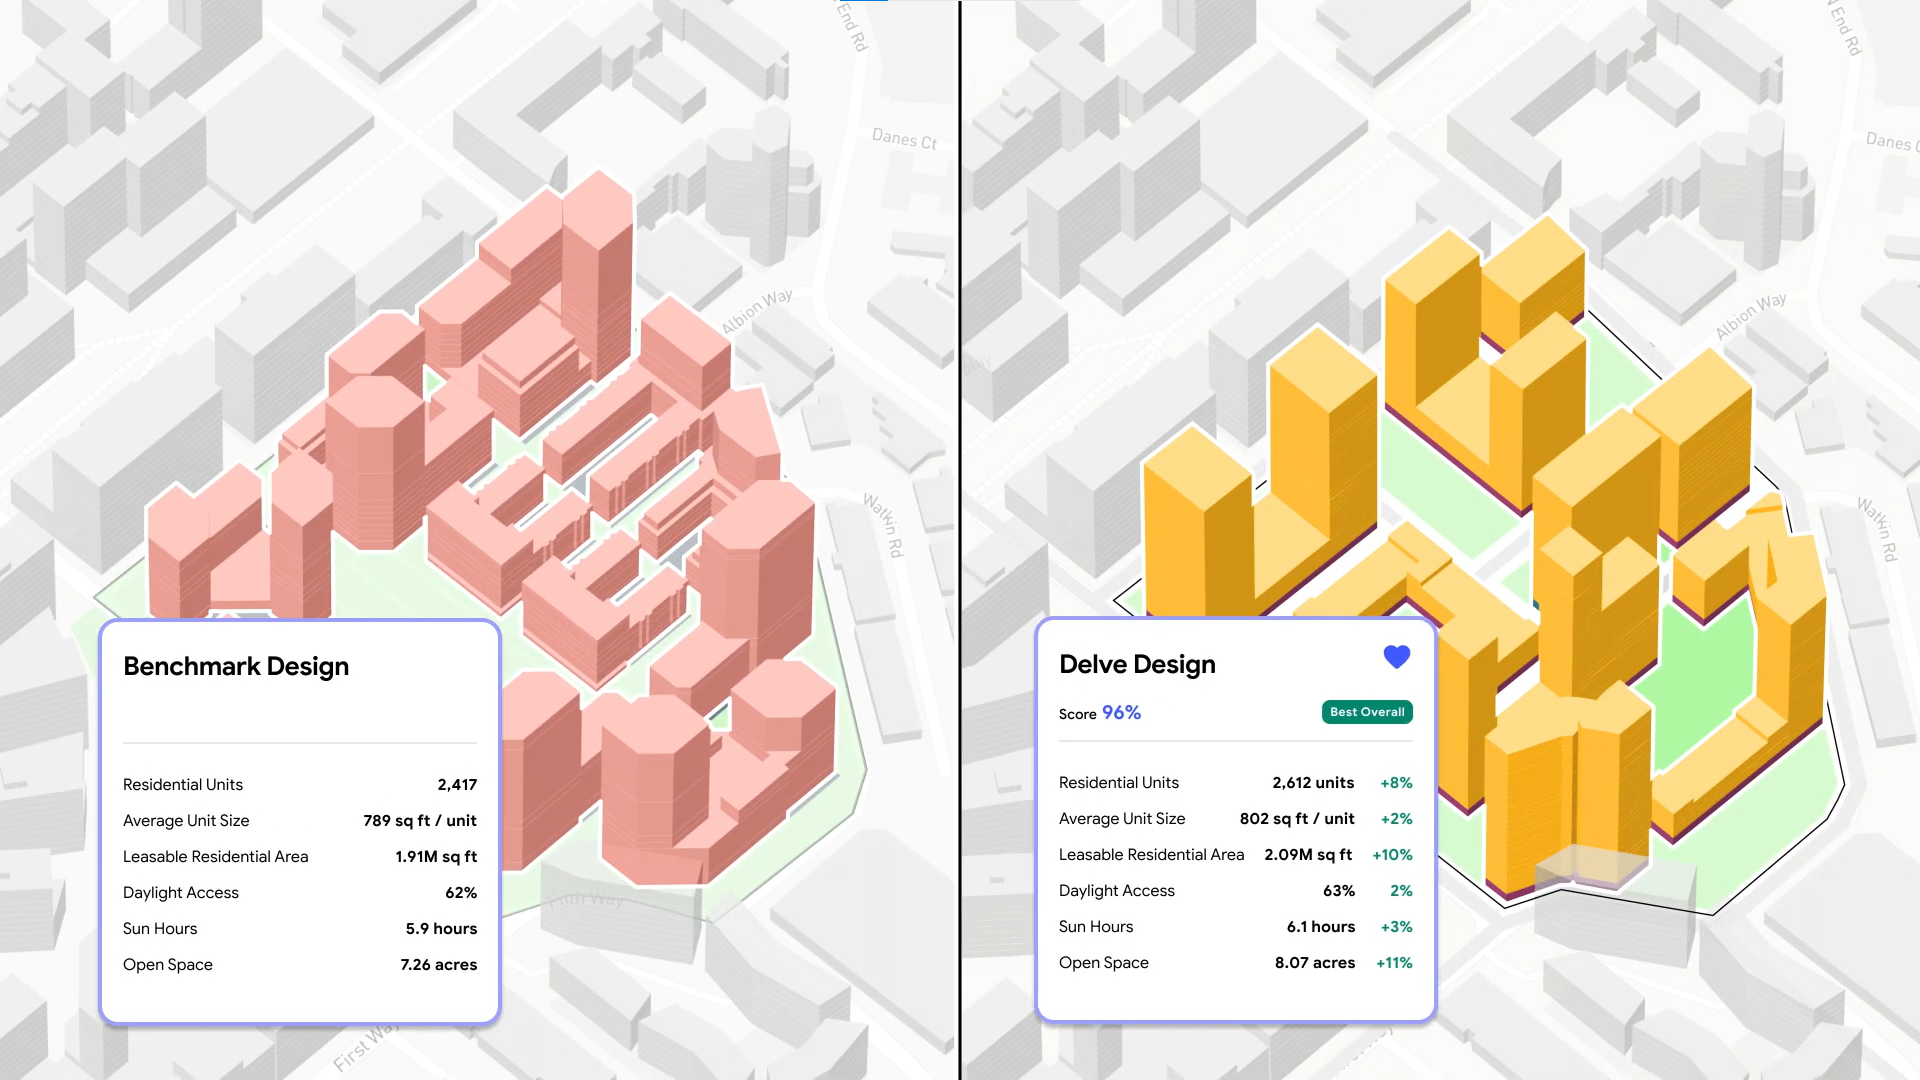 End Rd
Danes Ct
Albion Way
Watkin Rd
Benchmark Design
Residential Units 2,417
Average Unit Size 789 sq ft / unit
Leasable Residential Area 1.91M sq ft
Daylight Access 62%
Sun Hours 5.9 hours
Open Space 7.26 acres
Fifth Way
First Way
N End Rd
Danes C
Albion Way
Watkin Rd
Delve Design
Score 96% Best Overall
Residential Units 2,612 units +8%
Average Unit Size 802 sq ft / unit +2%
Leasable Residential Area 2.09M sq ft +10%
Daylight Access 63% 2%
Sun Hours 6.1 hours +3%
Open Space 8.07 acres +11%